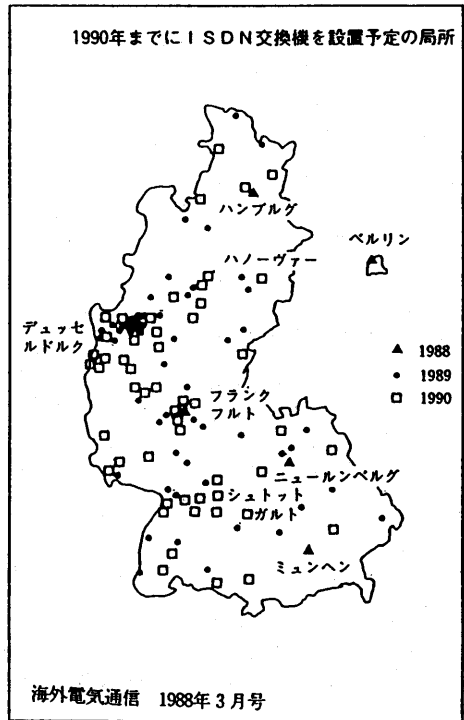 1990年までにＩＳＤＮ交換機を設置予定の局所
ハンブルグ
ベルリン
ハノーヴァー
デュッセ
ルドルク
▲ 1988
● 1989
□ 1990
フランク
フルト
ニュールンベルグ
シュトット
ガルト
ミュンヘン
海外電気通信 1988年3月号